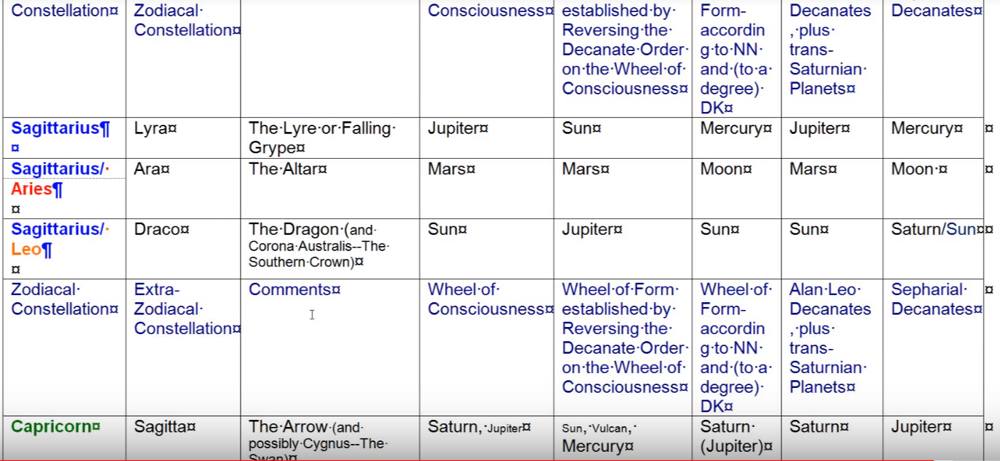 Constellation¤
Zodiacal·
Constellation¤
Consciousness¤
established·by·
Reversing·the·
Decanate·Order·
on·the·Wheel·of·
Consciousness¤
Form-
accordin
g·to·NN·
and·(to·a·
degree)·
DK¤
Decanates
,·plus·
trans-
Saturnian·
Planets¤
Decanates¤
Sagittarius¶
¤
Lyra¤
The·Lyre·or·Falling·
Grype¤
Jupiter¤
Sun¤
Mercury¤
Jupiter¤
Mercury¤
¤
Sagittarius/·
Aries¶
¤
Ara¤
The·Altar¤
Mars¤
Mars¤
Moon¤
Mars¤
Moon·¤
¤
Sagittarius/·
Leo¶
¤
Draco¤
The·Dragon·(and·
Corona·Australis--The·
Southern·Crown)¤
Sun¤
Jupiter¤
Sun¤
Sun¤
Saturn/Sun¤
¤
Zodiacal·
Constellation¤
Extra-
Zodiacal·
Constellation¤
Comments¤
Wheel·of·
Consciousness¤
Wheel·of·Form·
established·by·
Reversing·the·
Decanate·Order·
on·the·Wheel·of·
Consciousness¤
Wheel·of·
Form-
accordin
g·to·NN·
and·(to·a·
degree)·
DK¤
Alan·Leo·
Decanates
,·plus·
trans-
Saturnian·
Planets¤
Sepharial·
Decanates¤
¤
Capricorn¤
Sagitta¤
The·Arrow·(and·
possibly·Cygnus--The·
Swan)¤
Saturn,·Jupiter¤
Sun,·Vulcan,·
Mercury¤
Saturn·
(Jupiter)¤
Saturn¤
Jupiter¤
¤